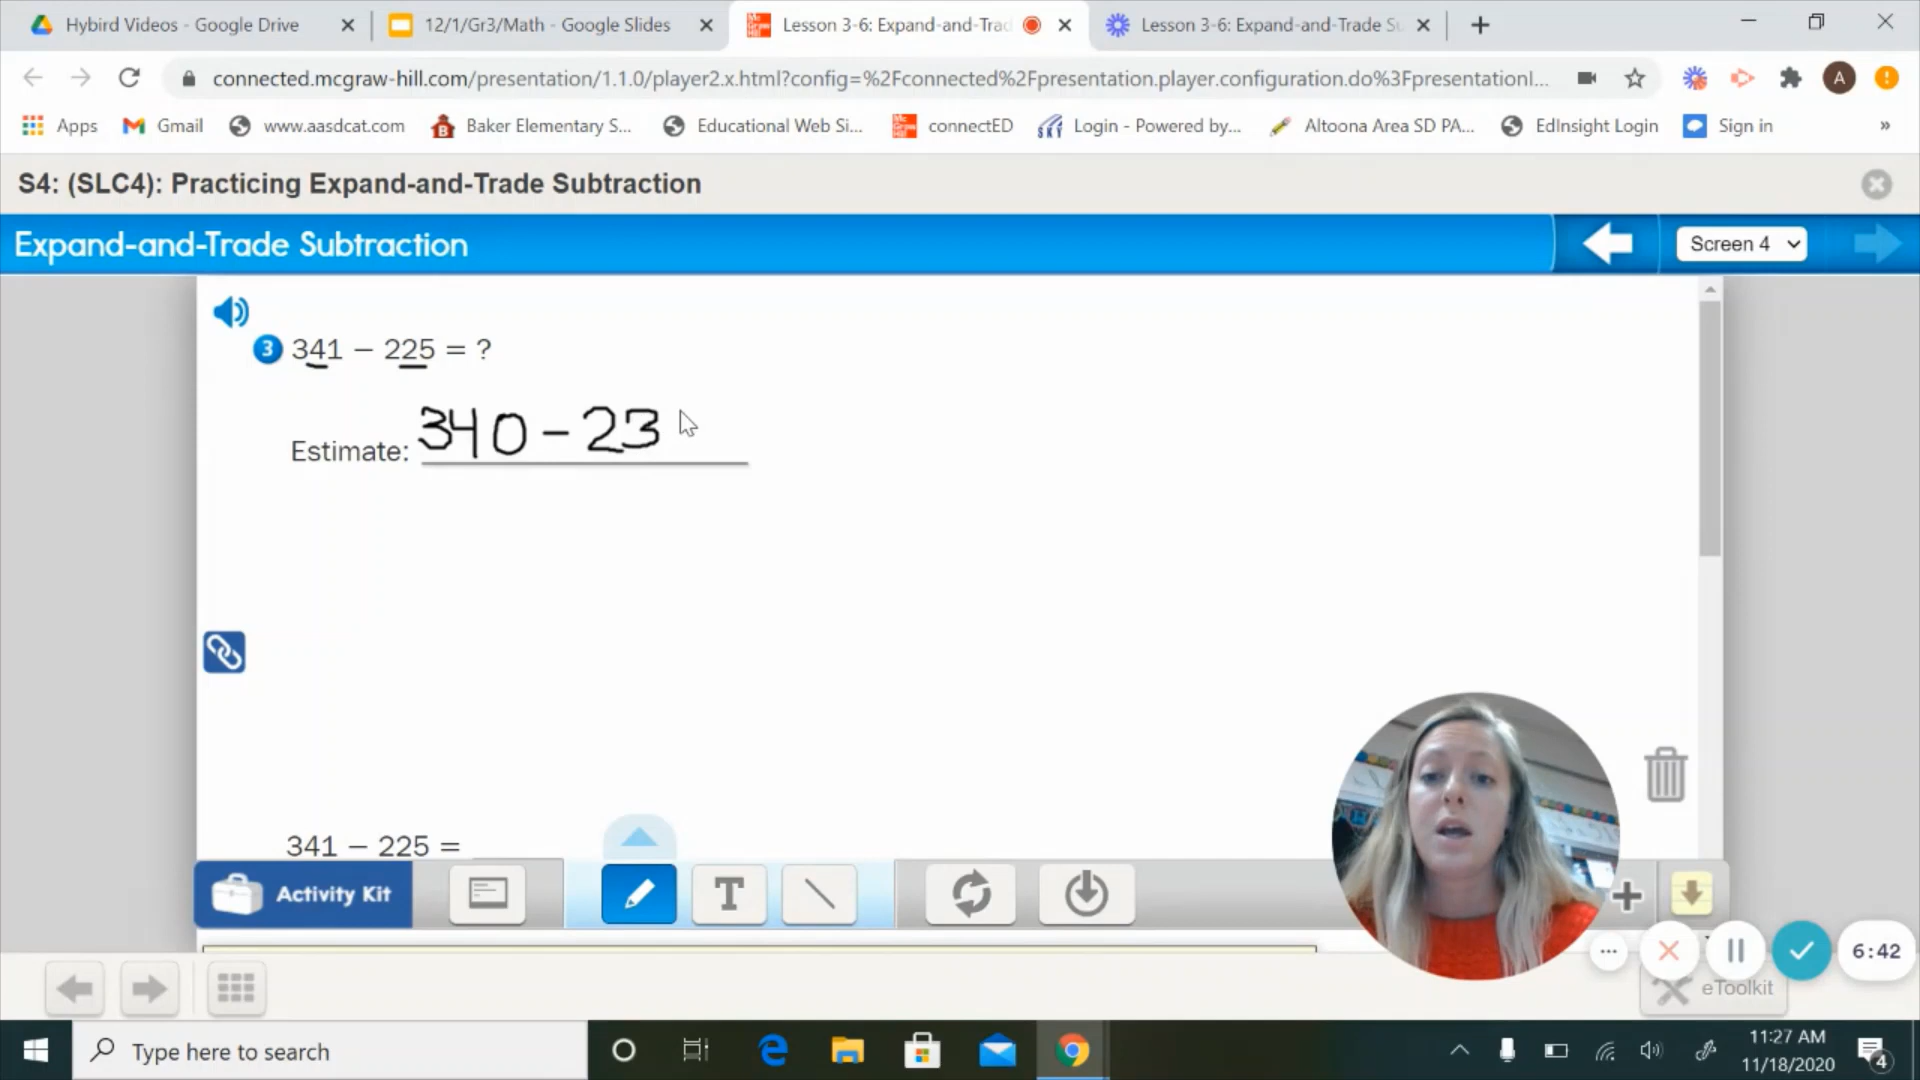 Hybird Videos - Google Drive
12/1/Gr3/Math - Google Slides
Lesson 3-6: Expand-and-Trad
Lesson 3-6: Expand-and-Trade Su
connected.mcgraw-hill.com/presentation/1.1.0/player2.x.html?config=%2Fconnected%2Fpresentation.player.configuration.do%3FpresentationI...
A
Apps
Gmail
www.aasdcat.com
Baker Elementary S...
Educational Web Si...
connectED
Login - Powered by...
Altoona Area SD PA...
EdInsight Login
Sign in
»
S4: (SLC4): Practicing Expand-and-Trade Subtraction
Expand-and-Trade Subtraction
Screen 4
3 341 − 225 = ?
Estimate: 340 - 23
341 − 225 =
Activity Kit
T
6:42
eToolkit
Type here to search
11:27 AM
11/18/2020
4